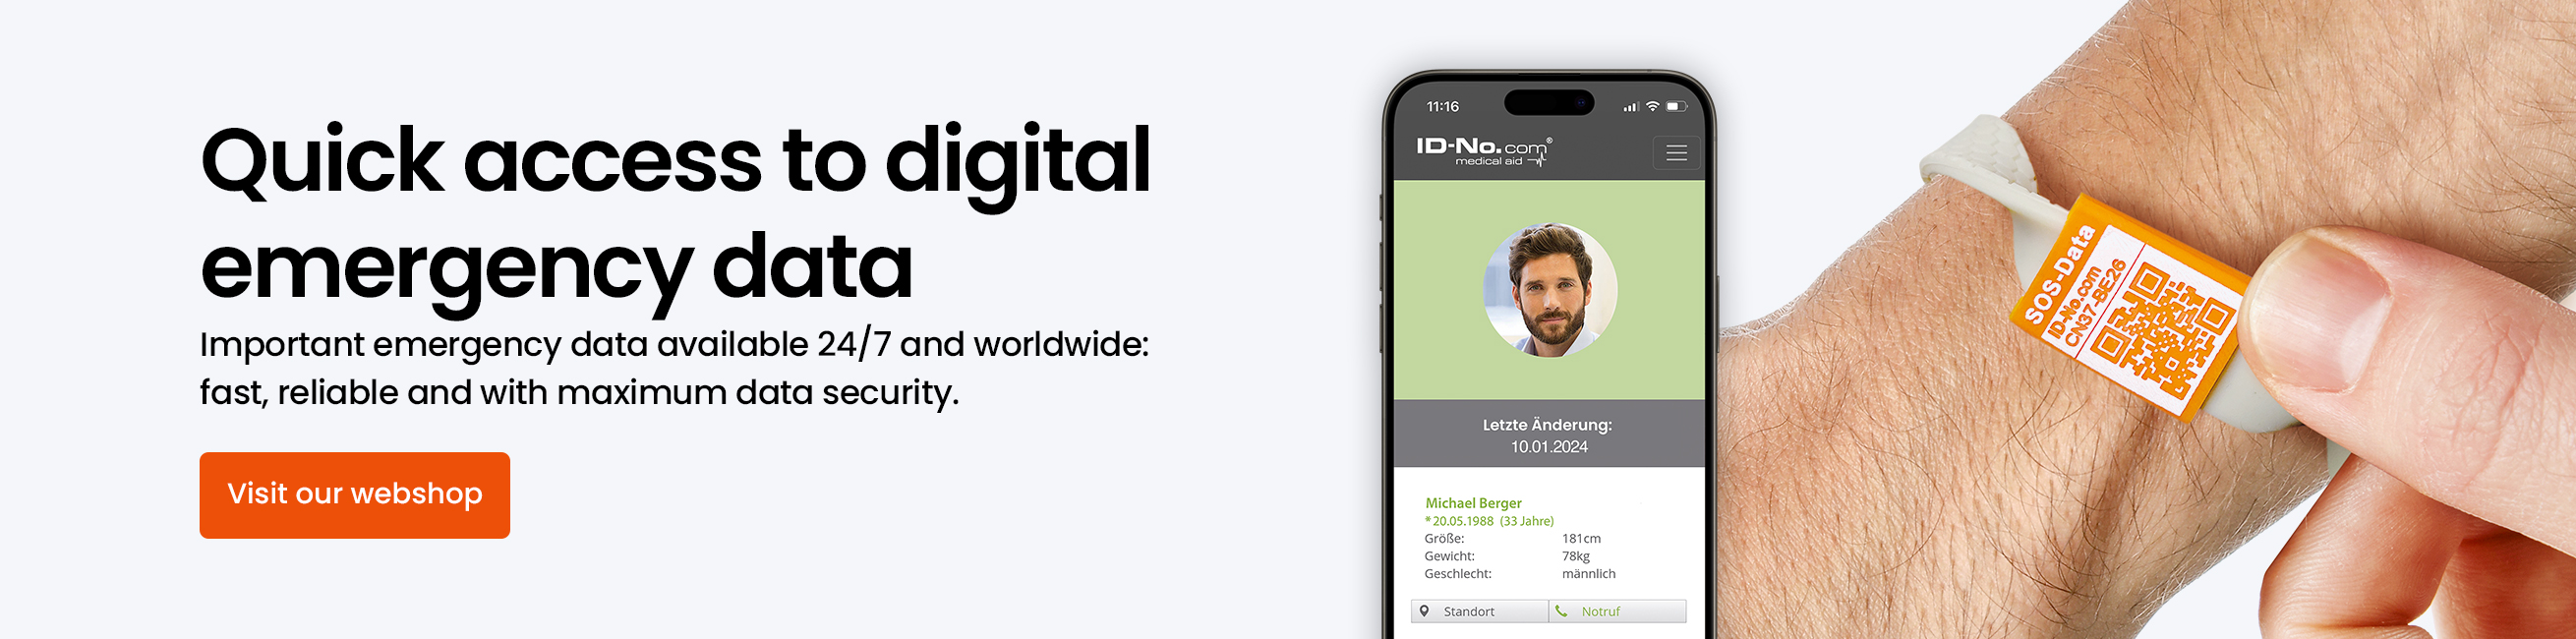 Quick access to digital
emergency data
Important emergency data available 24/7 and worldwide:
fast, reliable and with maximum data security.
Visit our webshop
11:16
ID-No.com®
medical aid
Letzte Änderung:
10.01.2024
Michael Berger
*20.05.1988 (33 Jahre)
Größe: 181cm
Gewicht: 78kg
Geschlecht: männlich
Standort Notruf
SOS-Data
ID-No.com
CN37-BE26